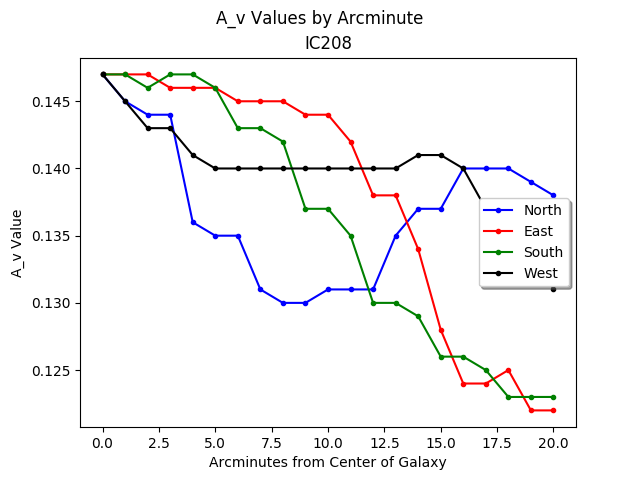 A_v Values by Arcminute
IC208
0.145
0.140
0.135
0.130
0.125
A_v Value
North
East
South
West
0.0 2.5 5.0 7.5 10.0 12.5 15.0 17.5 20.0
Arcminutes from Center of Galaxy